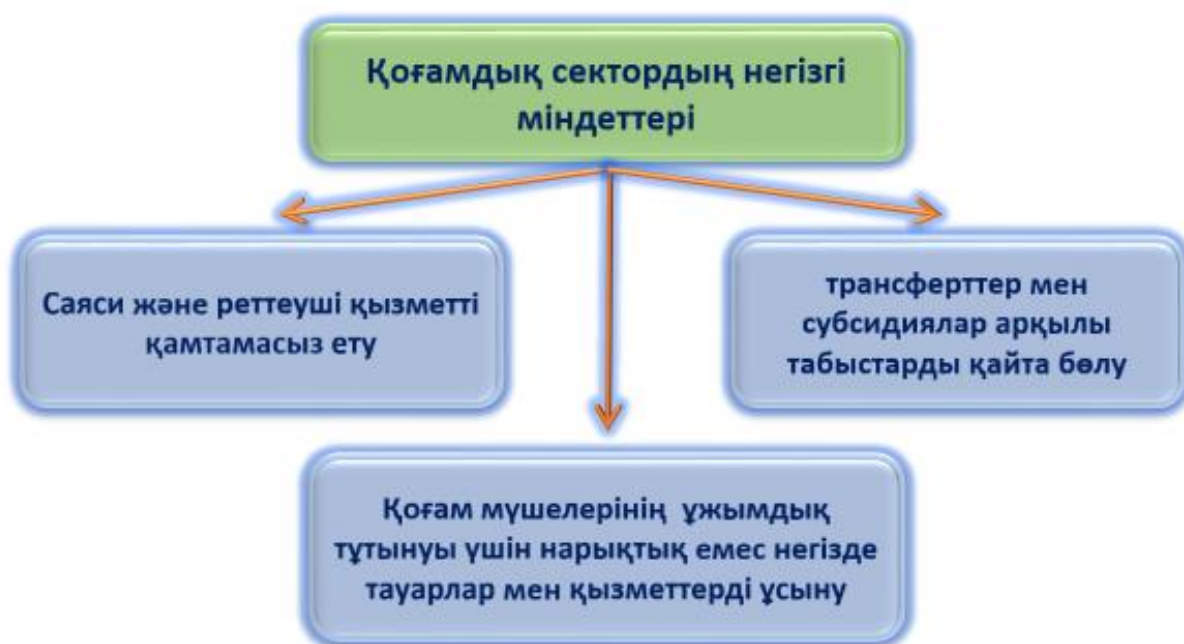 Қоғамдық сектордың негізгі
міндеттері
Саяси және реттеуші қызметті
қамтамасыз ету
трансферттер мен
субсидиялар арқылы
табыстарды қайта бөлу
Қоғам мүшелерінің ұжымдық
тұтынуы үшін нарықтық емес негізде
тауарлар мен қызметтерді ұсыну